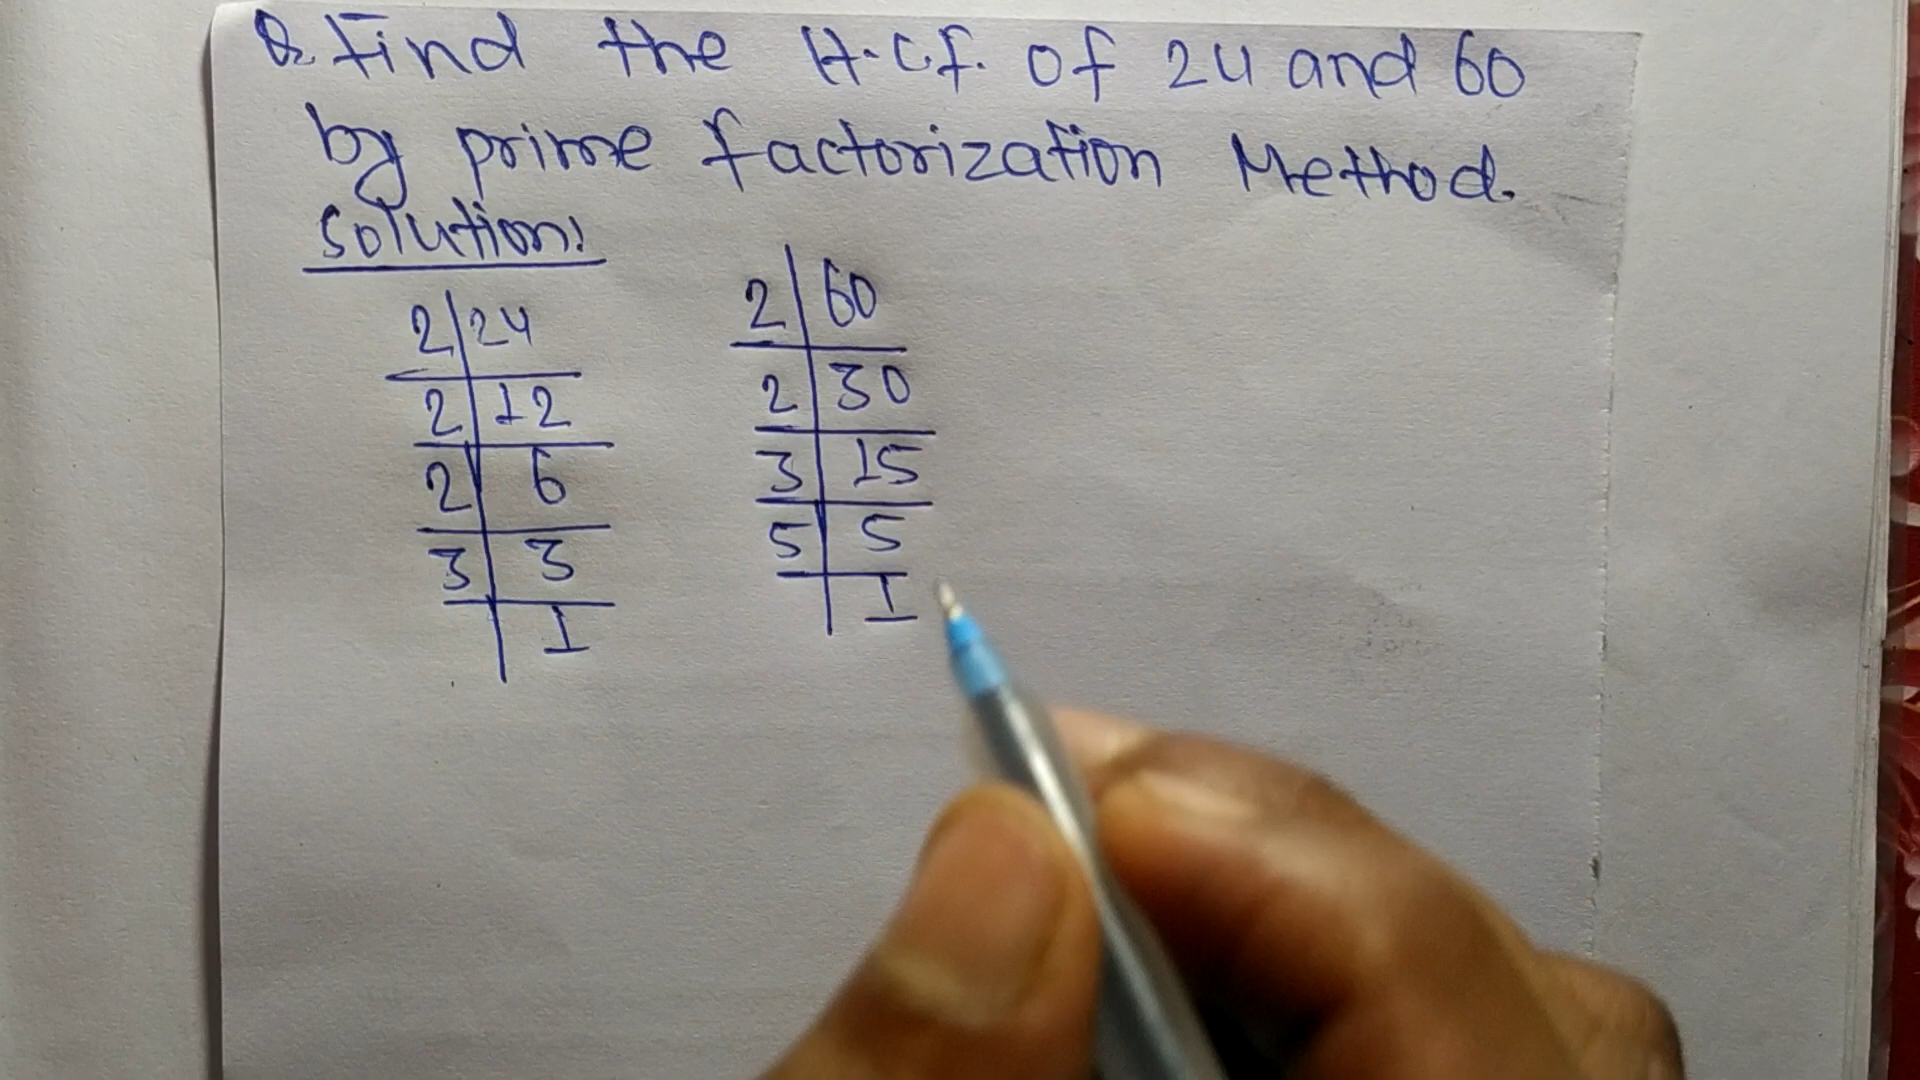 Q. Find the H.C.f. of 24 and 60
by prime factorization Method.
Solution:
2 | 24
2 | 12
2 | 6
3 | 3
1
2 | 60
2 | 30
3 | 15
5 | 5
1